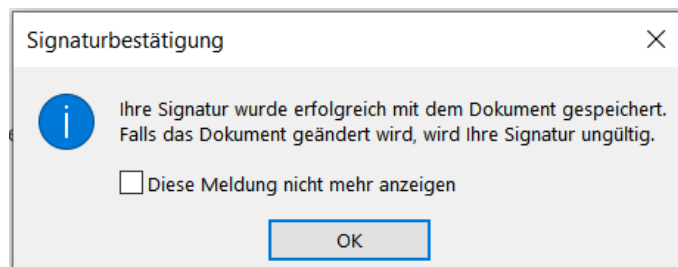 Signaturbestätigung
Ihre Signatur wurde erfolgreich mit dem Dokument gespeichert.
Falls das Dokument geändert wird, wird Ihre Signatur ungültig.
Diese Meldung nicht mehr anzeigen
OK